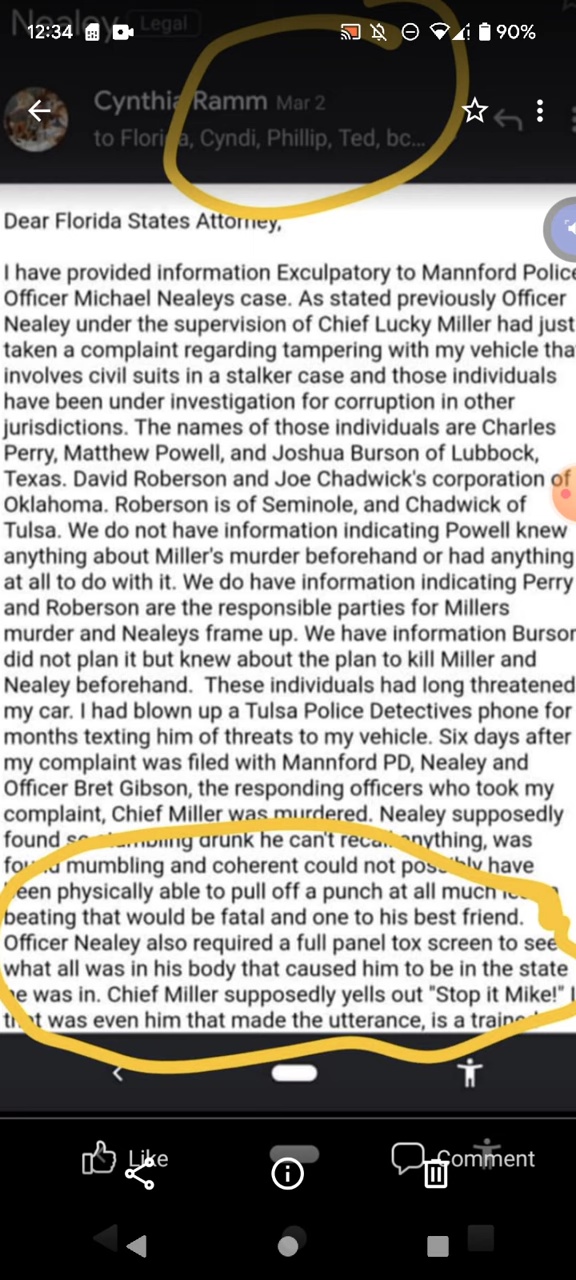 Nealey Legal
12:34 90%
Cynthia Ramm Mar 2
to Florida, Cyndi, Phillip, Ted, bc...
Dear Florida States Attorney,
I have provided information Exculpatory to Mannford Police
Officer Michael Nealeys case. As stated previously Officer
Nealey under the supervision of Chief Lucky Miller had just
taken a complaint regarding tampering with my vehicle tha
involves civil suits in a stalker case and those individuals
have been under investigation for corruption in other
jurisdictions. The names of those individuals are Charles
Perry, Matthew Powell, and Joshua Burson of Lubbock,
Texas. David Roberson and Joe Chadwick's corporation of
Oklahoma. Roberson is of Seminole, and Chadwick of
Tulsa. We do not have information indicating Powell knew
anything about Miller's murder beforehand or had anything
at all to do with it. We do have information indicating Perry
and Roberson are the responsible parties for Millers
murder and Nealeys frame up. We have information Burson
did not plan it but knew about the plan to kill Miller and
Nealey beforehand. These individuals had long threatened
my car. I had blown up a Tulsa Police Detectives phone for
months texting him of threats to my vehicle. Six days after
my complaint was filed with Mannford PD, Nealey and
Officer Bret Gibson, the responding officers who took my
complaint, Chief Miller was murdered. Nealey supposedly
found so stumbling drunk he can't recall anything, was
found mumbling and coherent could not possibly have
been physically able to pull off a punch at all much less a
beating that would be fatal and one to his best friend.
Officer Nealey also required a full panel tox screen to see
what all was in his body that caused him to be in the state
he was in. Chief Miller supposedly yells out "Stop it Mike!" I
that was even him that made the utterance, is a trained
Like Comment